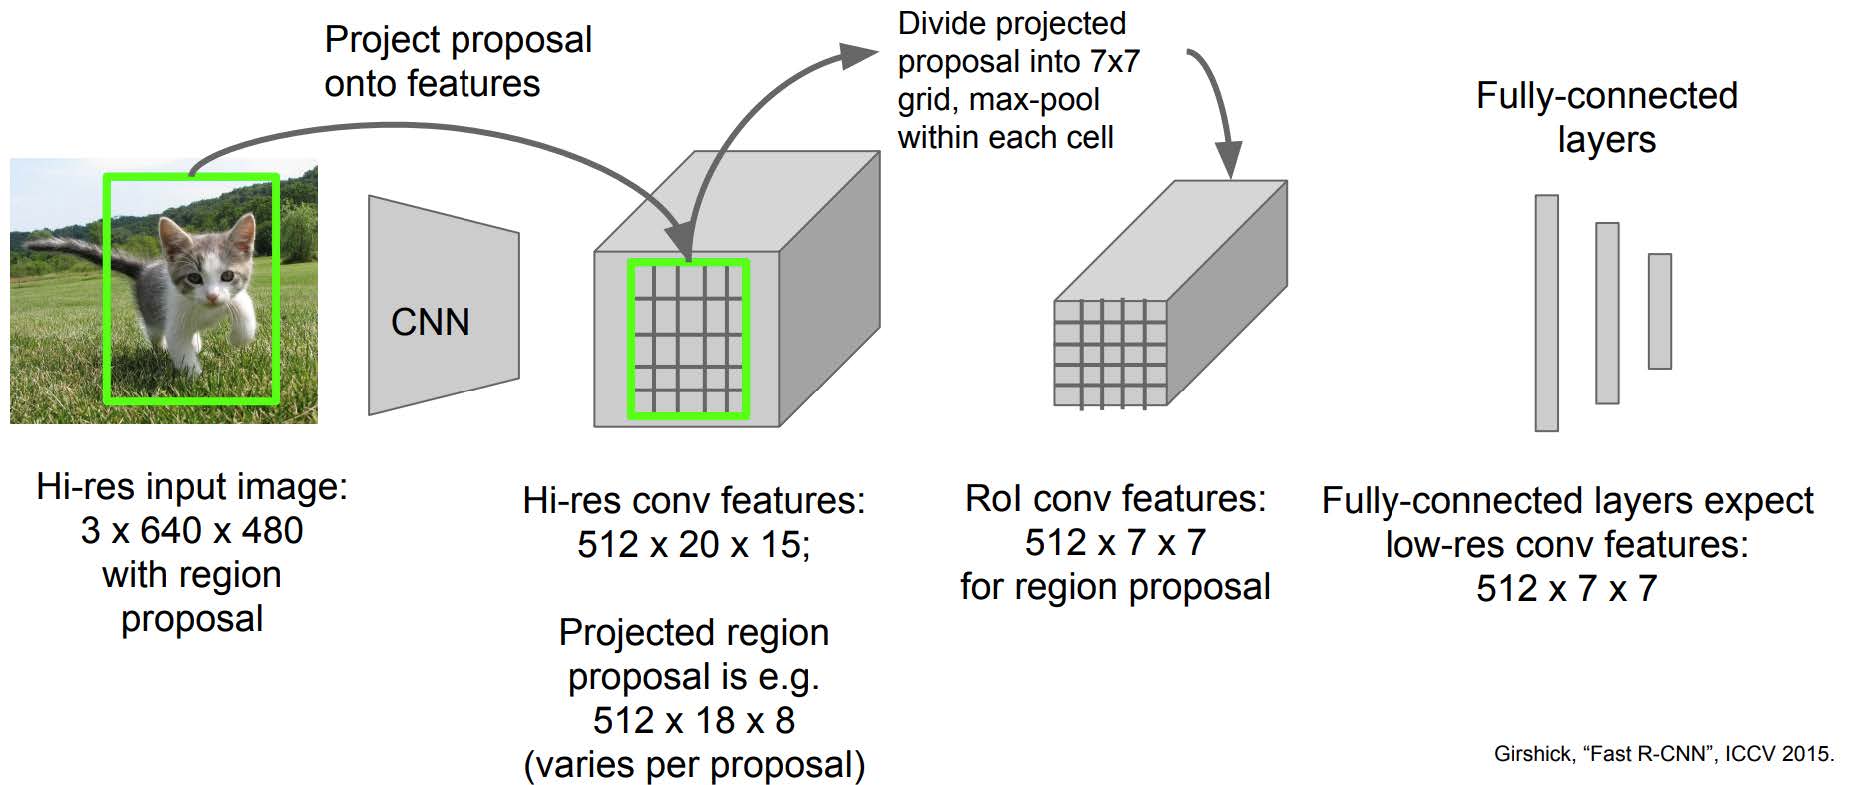 Project proposal
onto features
Divide projected
proposal into 7x7
grid, max-pool
within each cell
Fully-connected
layers
CNN
Hi-res input image:
3 x 640 x 480
with region
proposal
Hi-res conv features:
512 x 20 x 15;
Projected region
proposal is e.g.
512 x 18 x 8
(varies per proposal)
RoI conv features:
512 x 7 x 7
for region proposal
Fully-connected layers expect
low-res conv features:
512 x 7 x 7
Girshick, “Fast R-CNN”, ICCV 2015.